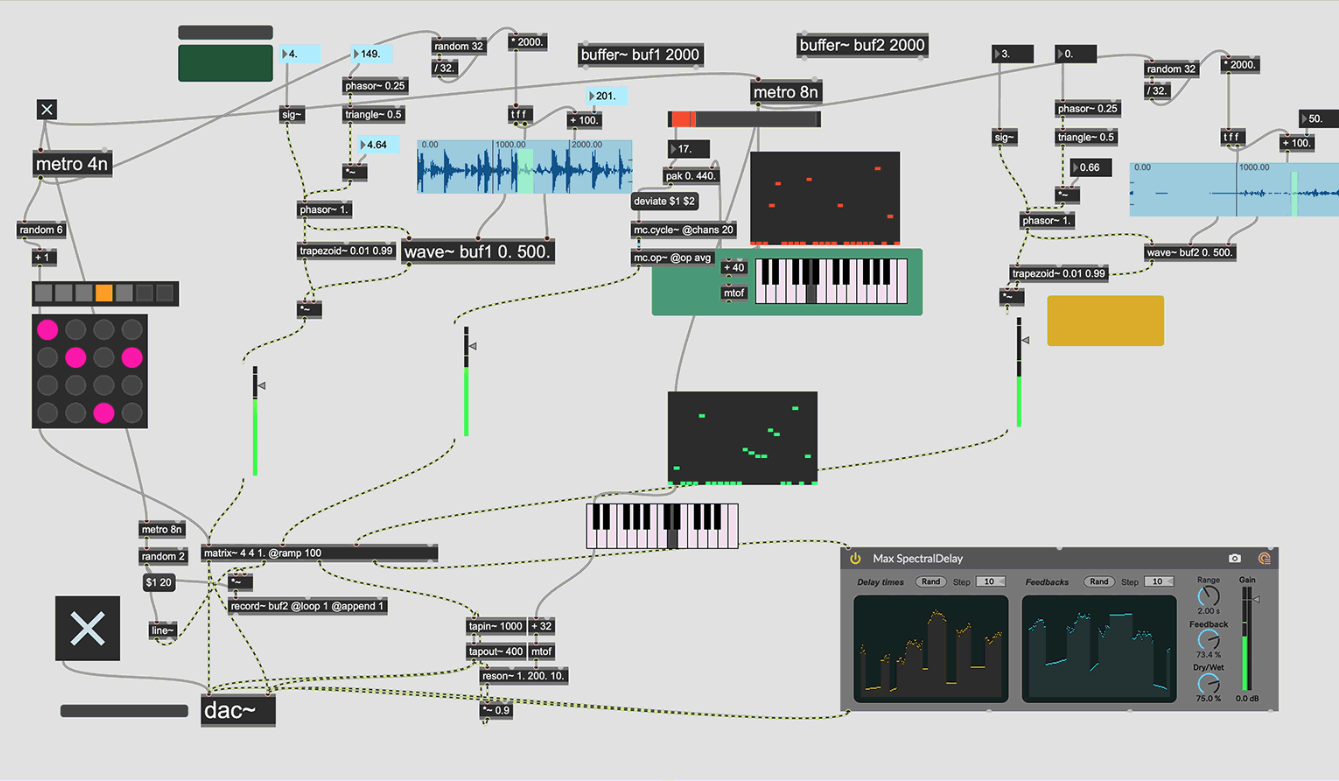 4.
149.
random 32
* 2000.
/ 32.
buffer~ buf1 2000
buffer~ buf2 2000
3.
0.
random 32
* 2000.
/ 32.
phasor~ 0.25
metro 8n
201.
phasor~ 0.25
sig~
triangle~ 0.5
t f f
+ 100.
50.
sig~
triangle~ 0.5
t f f
+ 100.
4.64
0.00
1000.00
2000.00
17.
metro 4n
*~
pak 0. 440.
0.66
0.00
1000.00
*~
deviate $1 $2
phasor~ 1.
phasor~ 1.
random 6
mc.cycle~ @chans 20
+ 1
trapezoid~ 0.01 0.99
wave~ buf1 0. 500.
mc.op~ @op avg
wave~ buf2 0. 500.
+ 40
trapezoid~ 0.01 0.99
mtof
*~
*~
metro 8n
random 2
matrix~ 4 4 1. @ramp 100
$1 20
*~
record~ buf2 @loop 1 @append 1
line~
tapin~ 1000
+ 32
tapout~ 400
mtof
reson~ 1. 200. 10.
*~ 0.9
dac~
Max SpectralDelay
Delay times
Rand
Step
10
Feedbacks
Rand
Step
10
Range
2.00 s
Feedback
73.4 %
Dry/Wet
75.0 %
Gain
0.0 dB